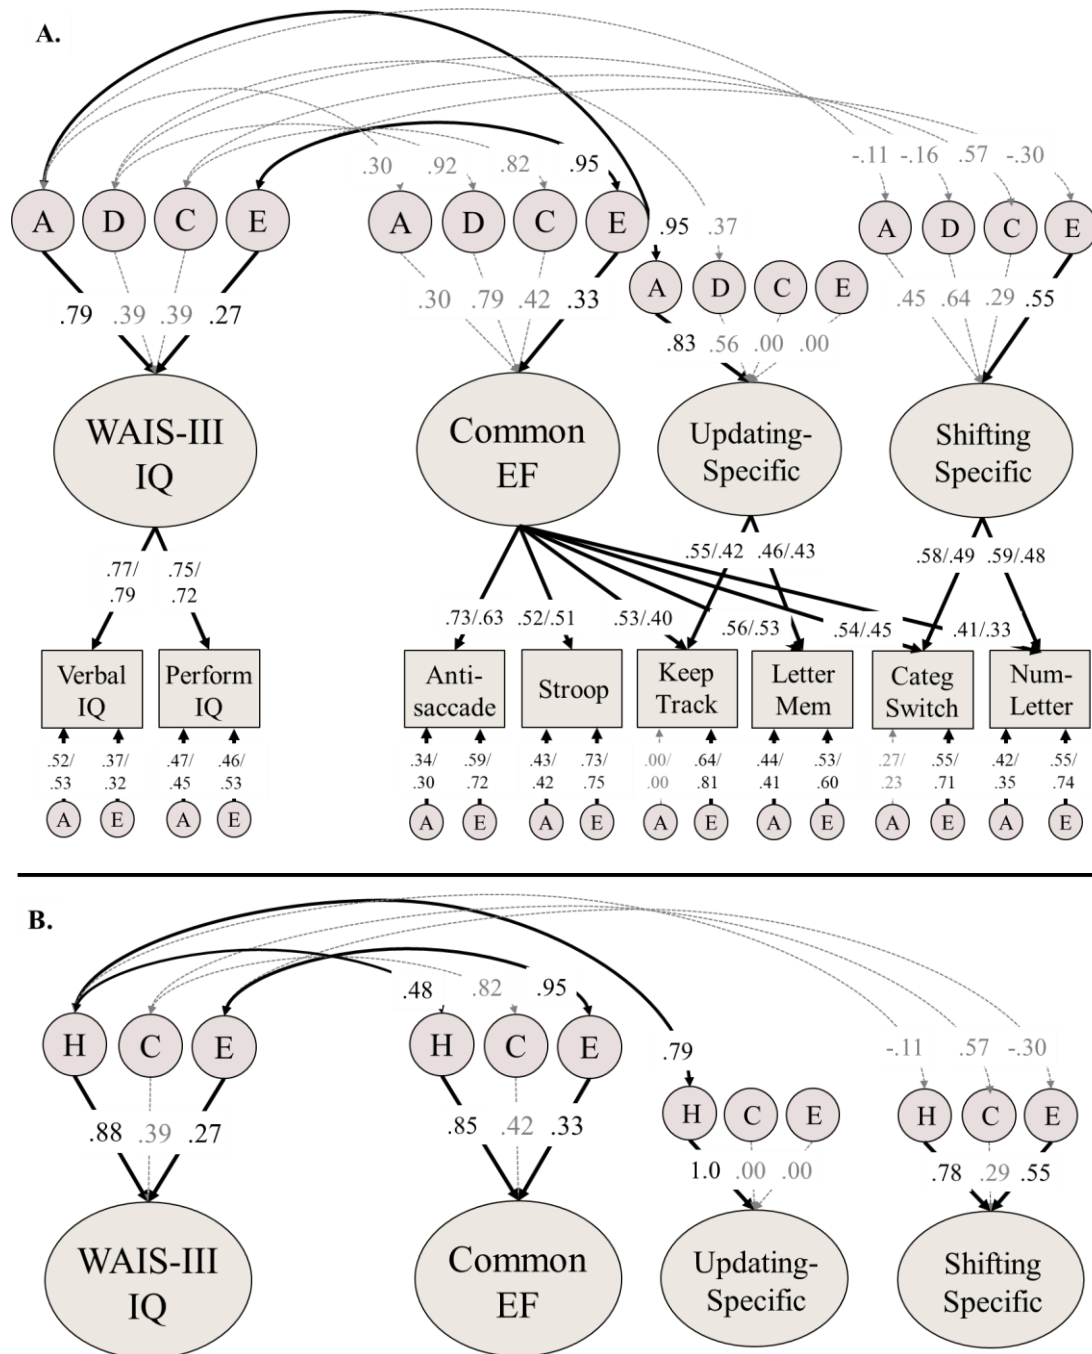 A.
.30 .92 .82 .95 -.11 -.16 .57 -.30
A D C E A D C E A D C E
.95 .37
A D C E
.79 .39 .39 .27 .30 .79 .42 .33 .45 .64 .29 .55
.83 .56 .00 .00
WAIS-III Common Updating- Shifting
IQ EF Specific Specific
.77/ .75/ .55/.42 .46/.43 .58/.49 .59/.48
.79 .72
.73/.63 .52/.51 .53/.40 .56/.53 .54/.45 .41/.33
Verbal Perform Anti- Stroop Keep Letter Categ Num-
IQ IQ saccade Track Mem Switch Letter
.52/ .37/ .47/ .46/ .34/ .59/ .43/ .73/ .00/ .64/ .44/ .53/ .27/ .55/ .42/ .55/
.53 .32 .45 .53 .30 .72 .42 .75 .00 .81 .41 .60 .23 .71 .35 .74
A E A E A E A E A E A E A E A E
B.
.48 .82 .95 -.11 .57 -.30
H C E H C E .79
H C E H C E
.88 .39 .27 .85 .42 .33 1.0 .00 .00 .78 .29 .55
WAIS-III Common Updating- Shifting
IQ EF Specific Specific